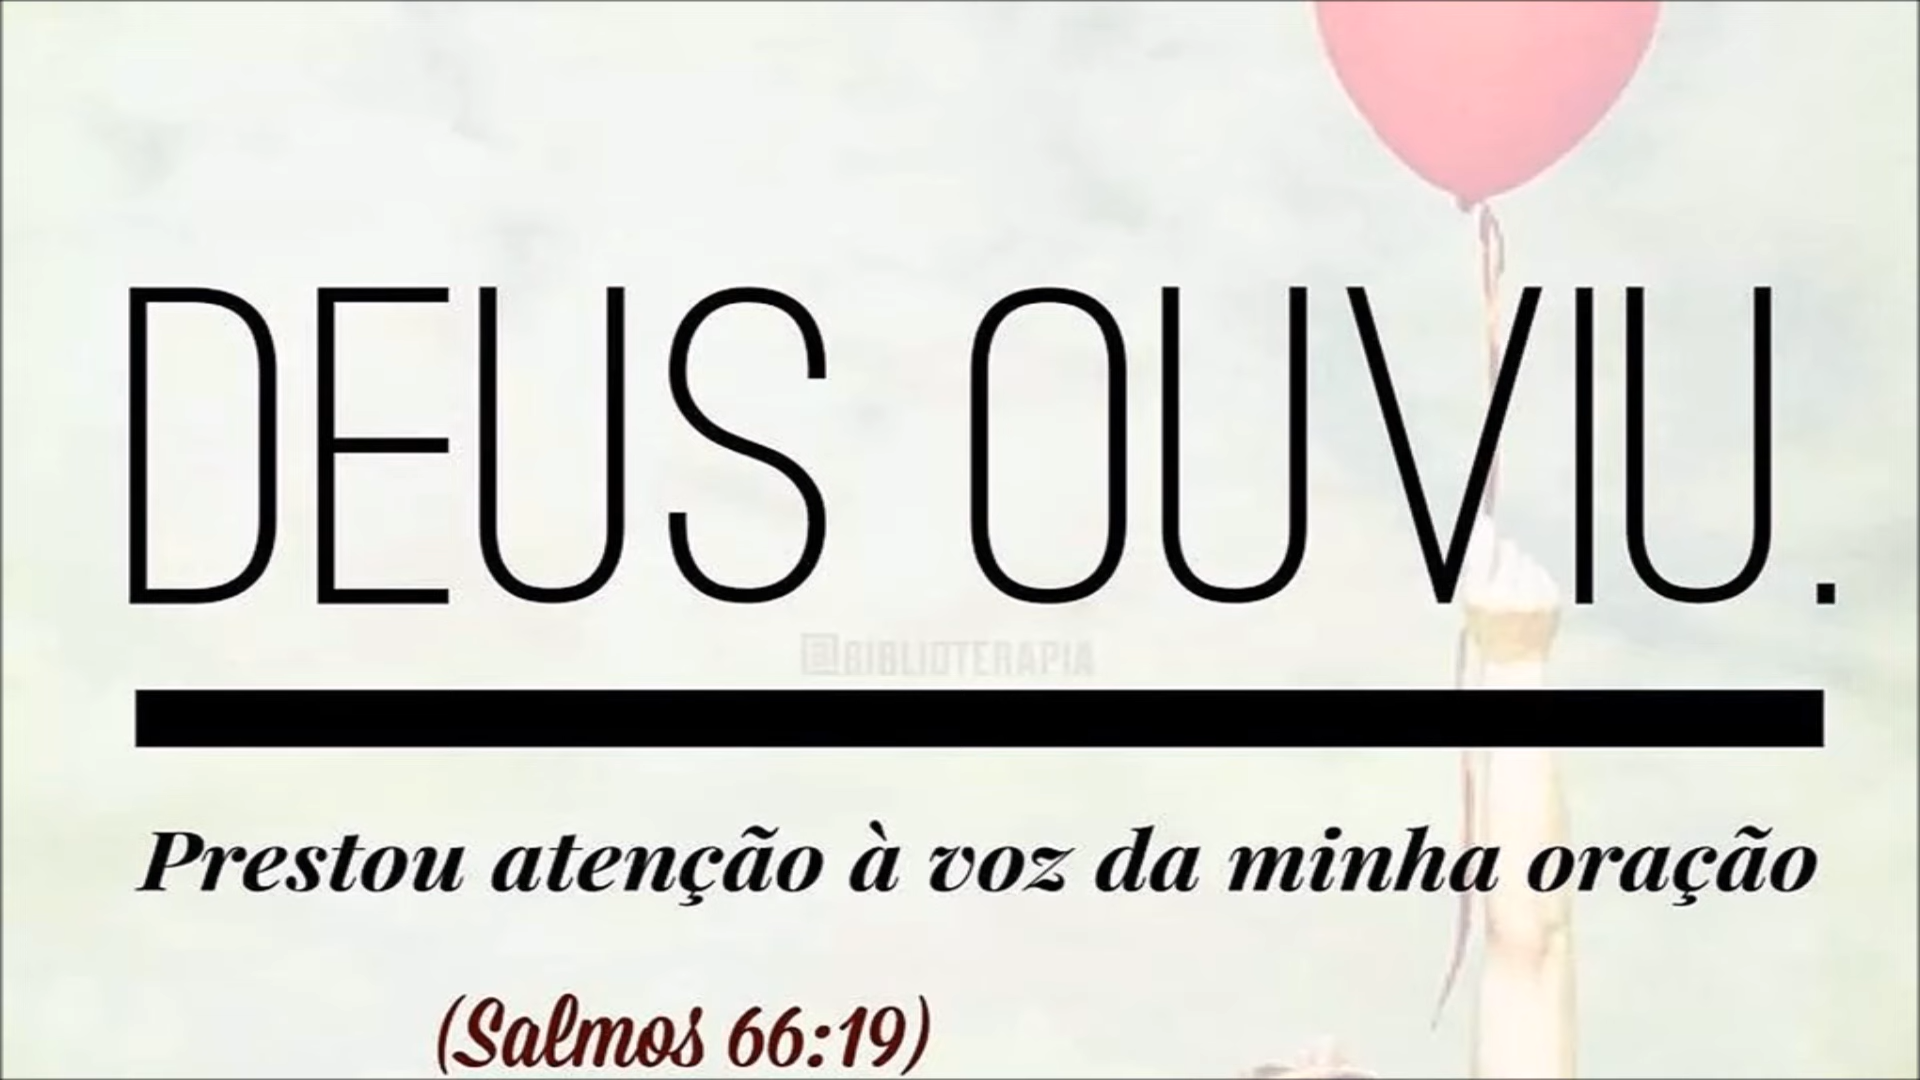 DEUS OUVIU.
@BIBLIOTERAPIA
Prestou atenção à voz da minha oração
(Salmos 66:19)